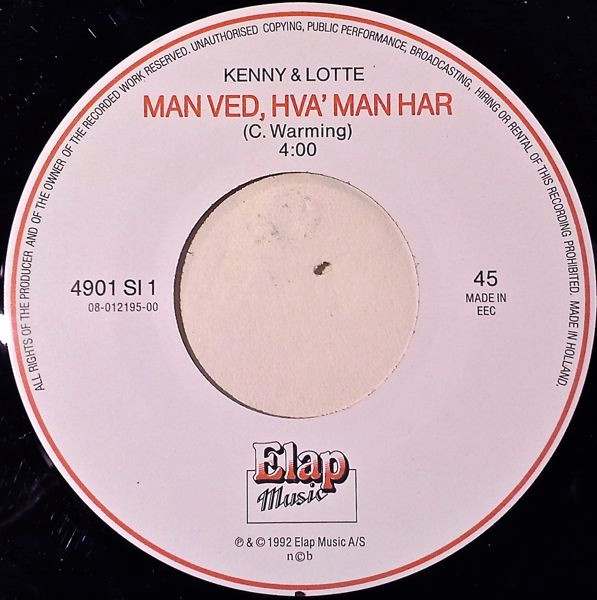 ALL RIGHTS OF THE PRODUCER AND OF THE OWNER OF THE RECORDED WORK RESERVED. UNAUTHORISED COPYING, PUBLIC PERFORMANCE, BROADCASTING, HIRING OR RENTAL OF THIS RECORDING PROHIBITED. MADE IN HOLLAND.
KENNY & LOTTE
MAN VED, HVA' MAN HAR
(C. Warming)
4:00
4901 SI 1
08-012195-00
45
MADE IN
EEC
Elap
Music
℗ & © 1992 Elap Music A/S
n©b